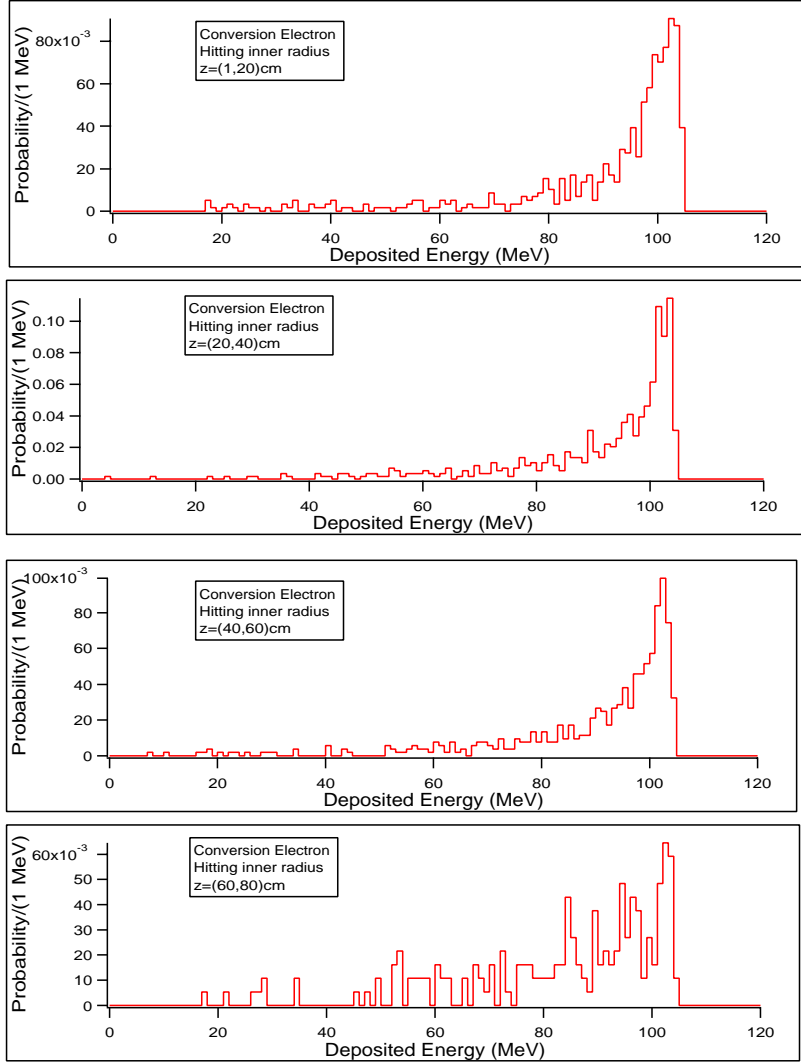 Probability/(1 MeV)
80x10-3
60
40
20
0
Conversion Electron
Hitting inner radius
z=(1,20)cm
0 20 40 60 80 100 120
Deposited Energy (MeV)
Probability/(1 MeV)
0.10
0.08
0.06
0.04
0.02
0.00
Conversion Electron
Hitting inner radius
z=(20,40)cm
0 20 40 60 80 100 120
Deposited Energy (MeV)
Probability/(1 MeV)
100x10-3
80
60
40
20
0
Conversion Electron
Hitting inner radius
z=(40,60)cm
0 20 40 60 80 100 120
Deposited Energy (MeV)
Probability/(1 MeV)
60x10-3
50
40
30
20
10
0
Conversion Electron
Hitting inner radius
z=(60,80)cm
0 20 40 60 80 100 120
Deposited Energy (MeV)